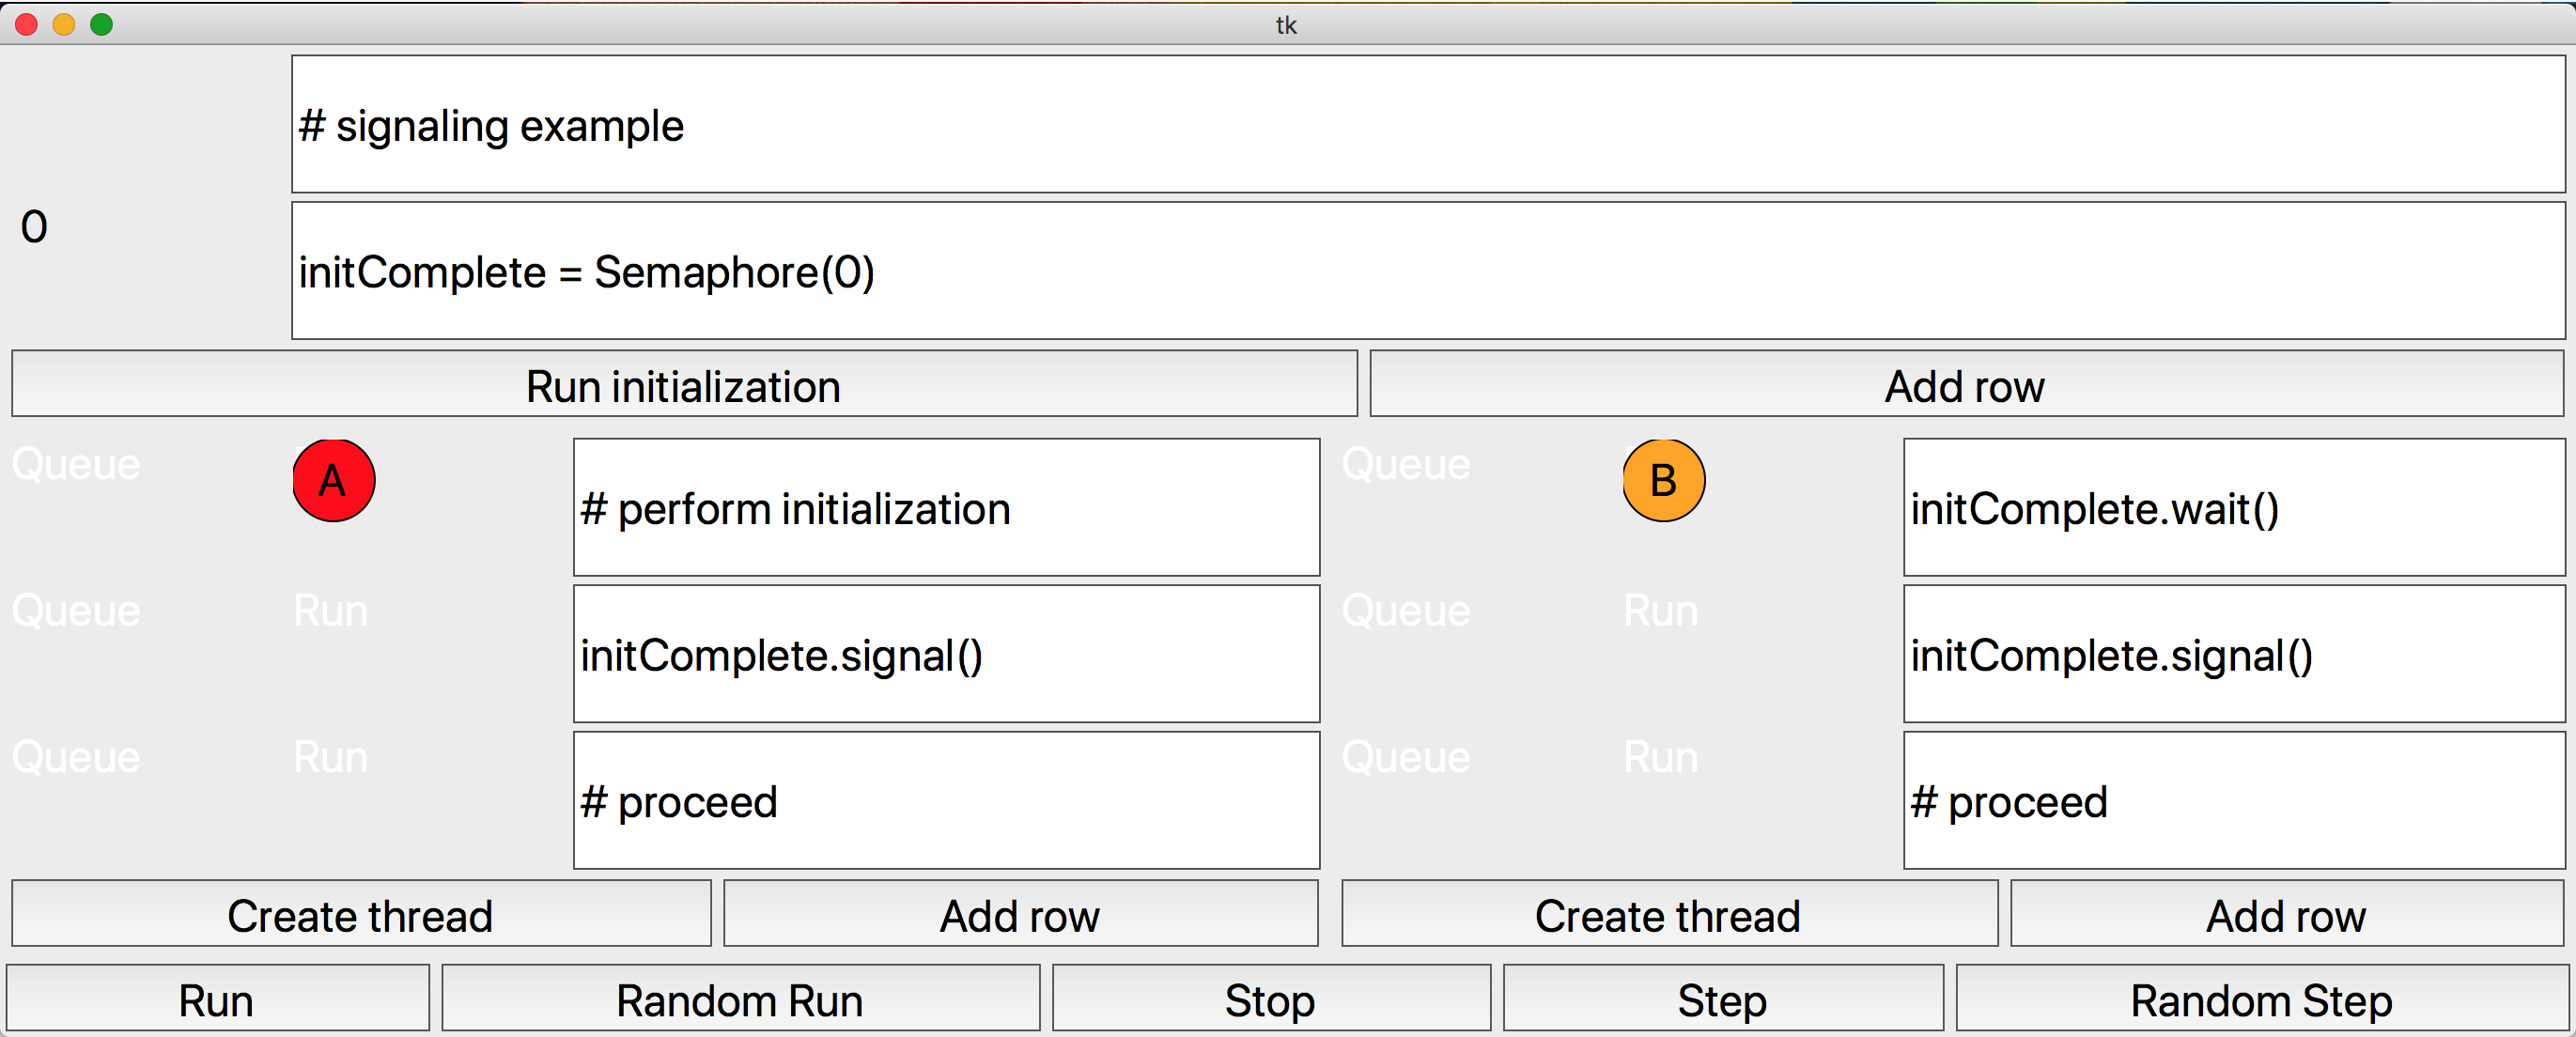 tk
# signaling example
0
initComplete = Semaphore(0)
Run initialization Add row
Queue A # perform initialization Queue B initComplete.wait()
Queue Run initComplete.signal() Queue Run initComplete.signal()
Queue Run # proceed Queue Run # proceed
Create thread Add row Create thread Add row
Run Random Run Stop Step Random Step